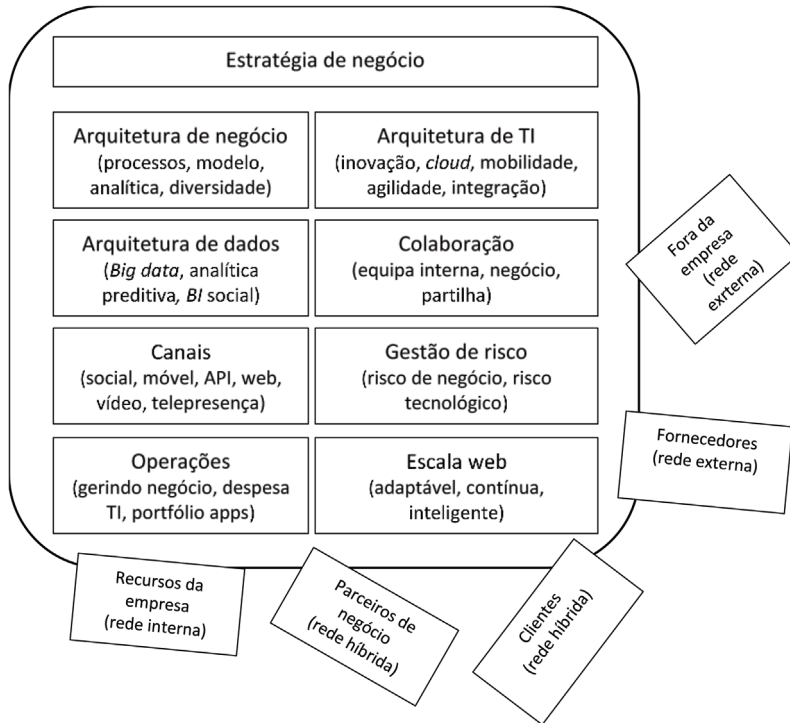 Estratégia de negócio
Arquitetura de negócio
(processos, modelo,
analítica, diversidade)
Arquitetura de TI
(inovação, cloud, mobilidade,
agilidade, integração)
Arquitetura de dados
(Big data, analítica
preditiva, BI social)
Colaboração
(equipa interna, negócio,
partilha)
Canais
(social, móvel, API, web,
vídeo, telepresença)
Gestão de risco
(risco de negócio, risco
tecnológico)
Operações
(gerindo negócio, despesa
TI, portfólio apps)
Escala web
(adaptável, contínua,
inteligente)
Fora da
empresa
(rede
exrterna)
Fornecedores
(rede externa)
Recursos da
empresa
(rede interna)
Parceiros de
negócio
(rede híbrida)
Clientes
(rede híbrida)